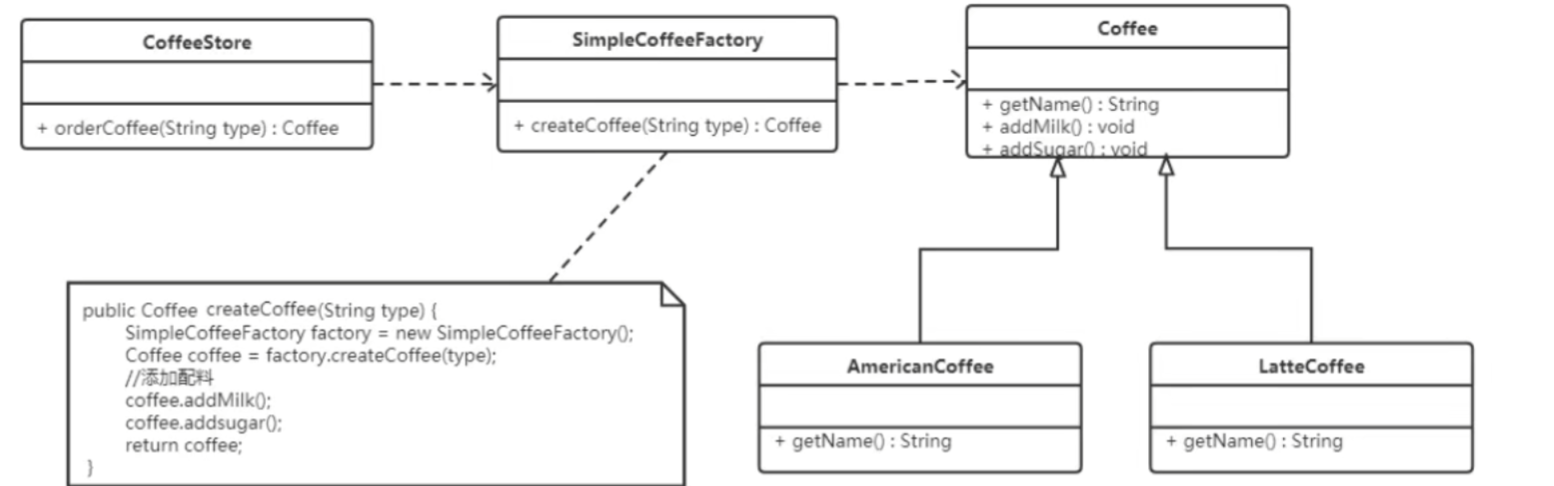 CoffeeStore
+ orderCoffee(String type) : Coffee
SimpleCoffeeFactory
+ createCoffee(String type) : Coffee
Coffee
+ getName() : String
+ addMilk() : void
+ addSugar() : void
public Coffee createCoffee(String type) {
SimpleCoffeeFactory factory = new SimpleCoffeeFactory();
Coffee coffee = factory.createCoffee(type);
//添加配料
coffee.addMilk();
coffee.addsugar();
return coffee;
}
AmericanCoffee
+ getName() : String
LatteCoffee
+ getName() : String